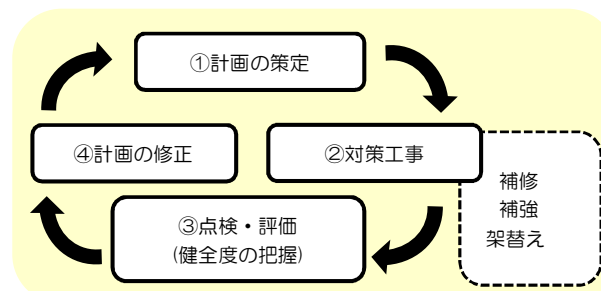 ①計画の策定
④計画の修正
②対策工事
補修
補強
架替え
③点検・評価
(健全度の把握)